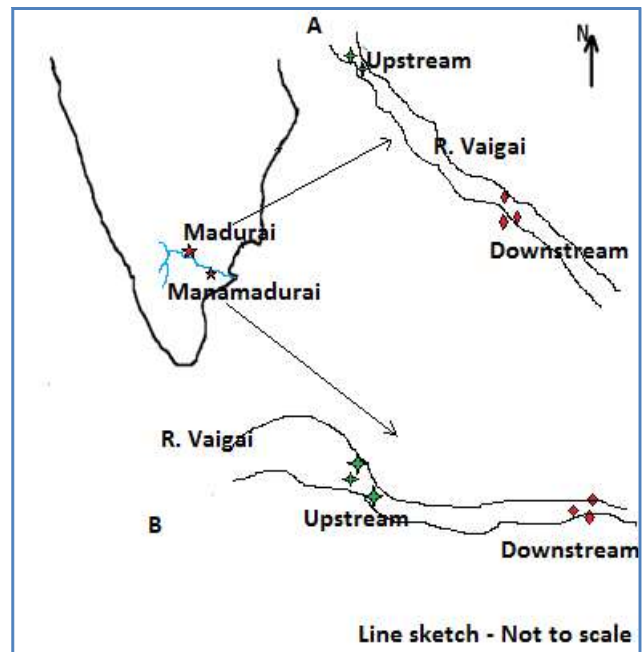 A
N
Upstream
R. Vaigai
Madurai
Downstream
Manamadurai
R. Vaigai
B
Upstream
Downstream
Line sketch - Not to scale